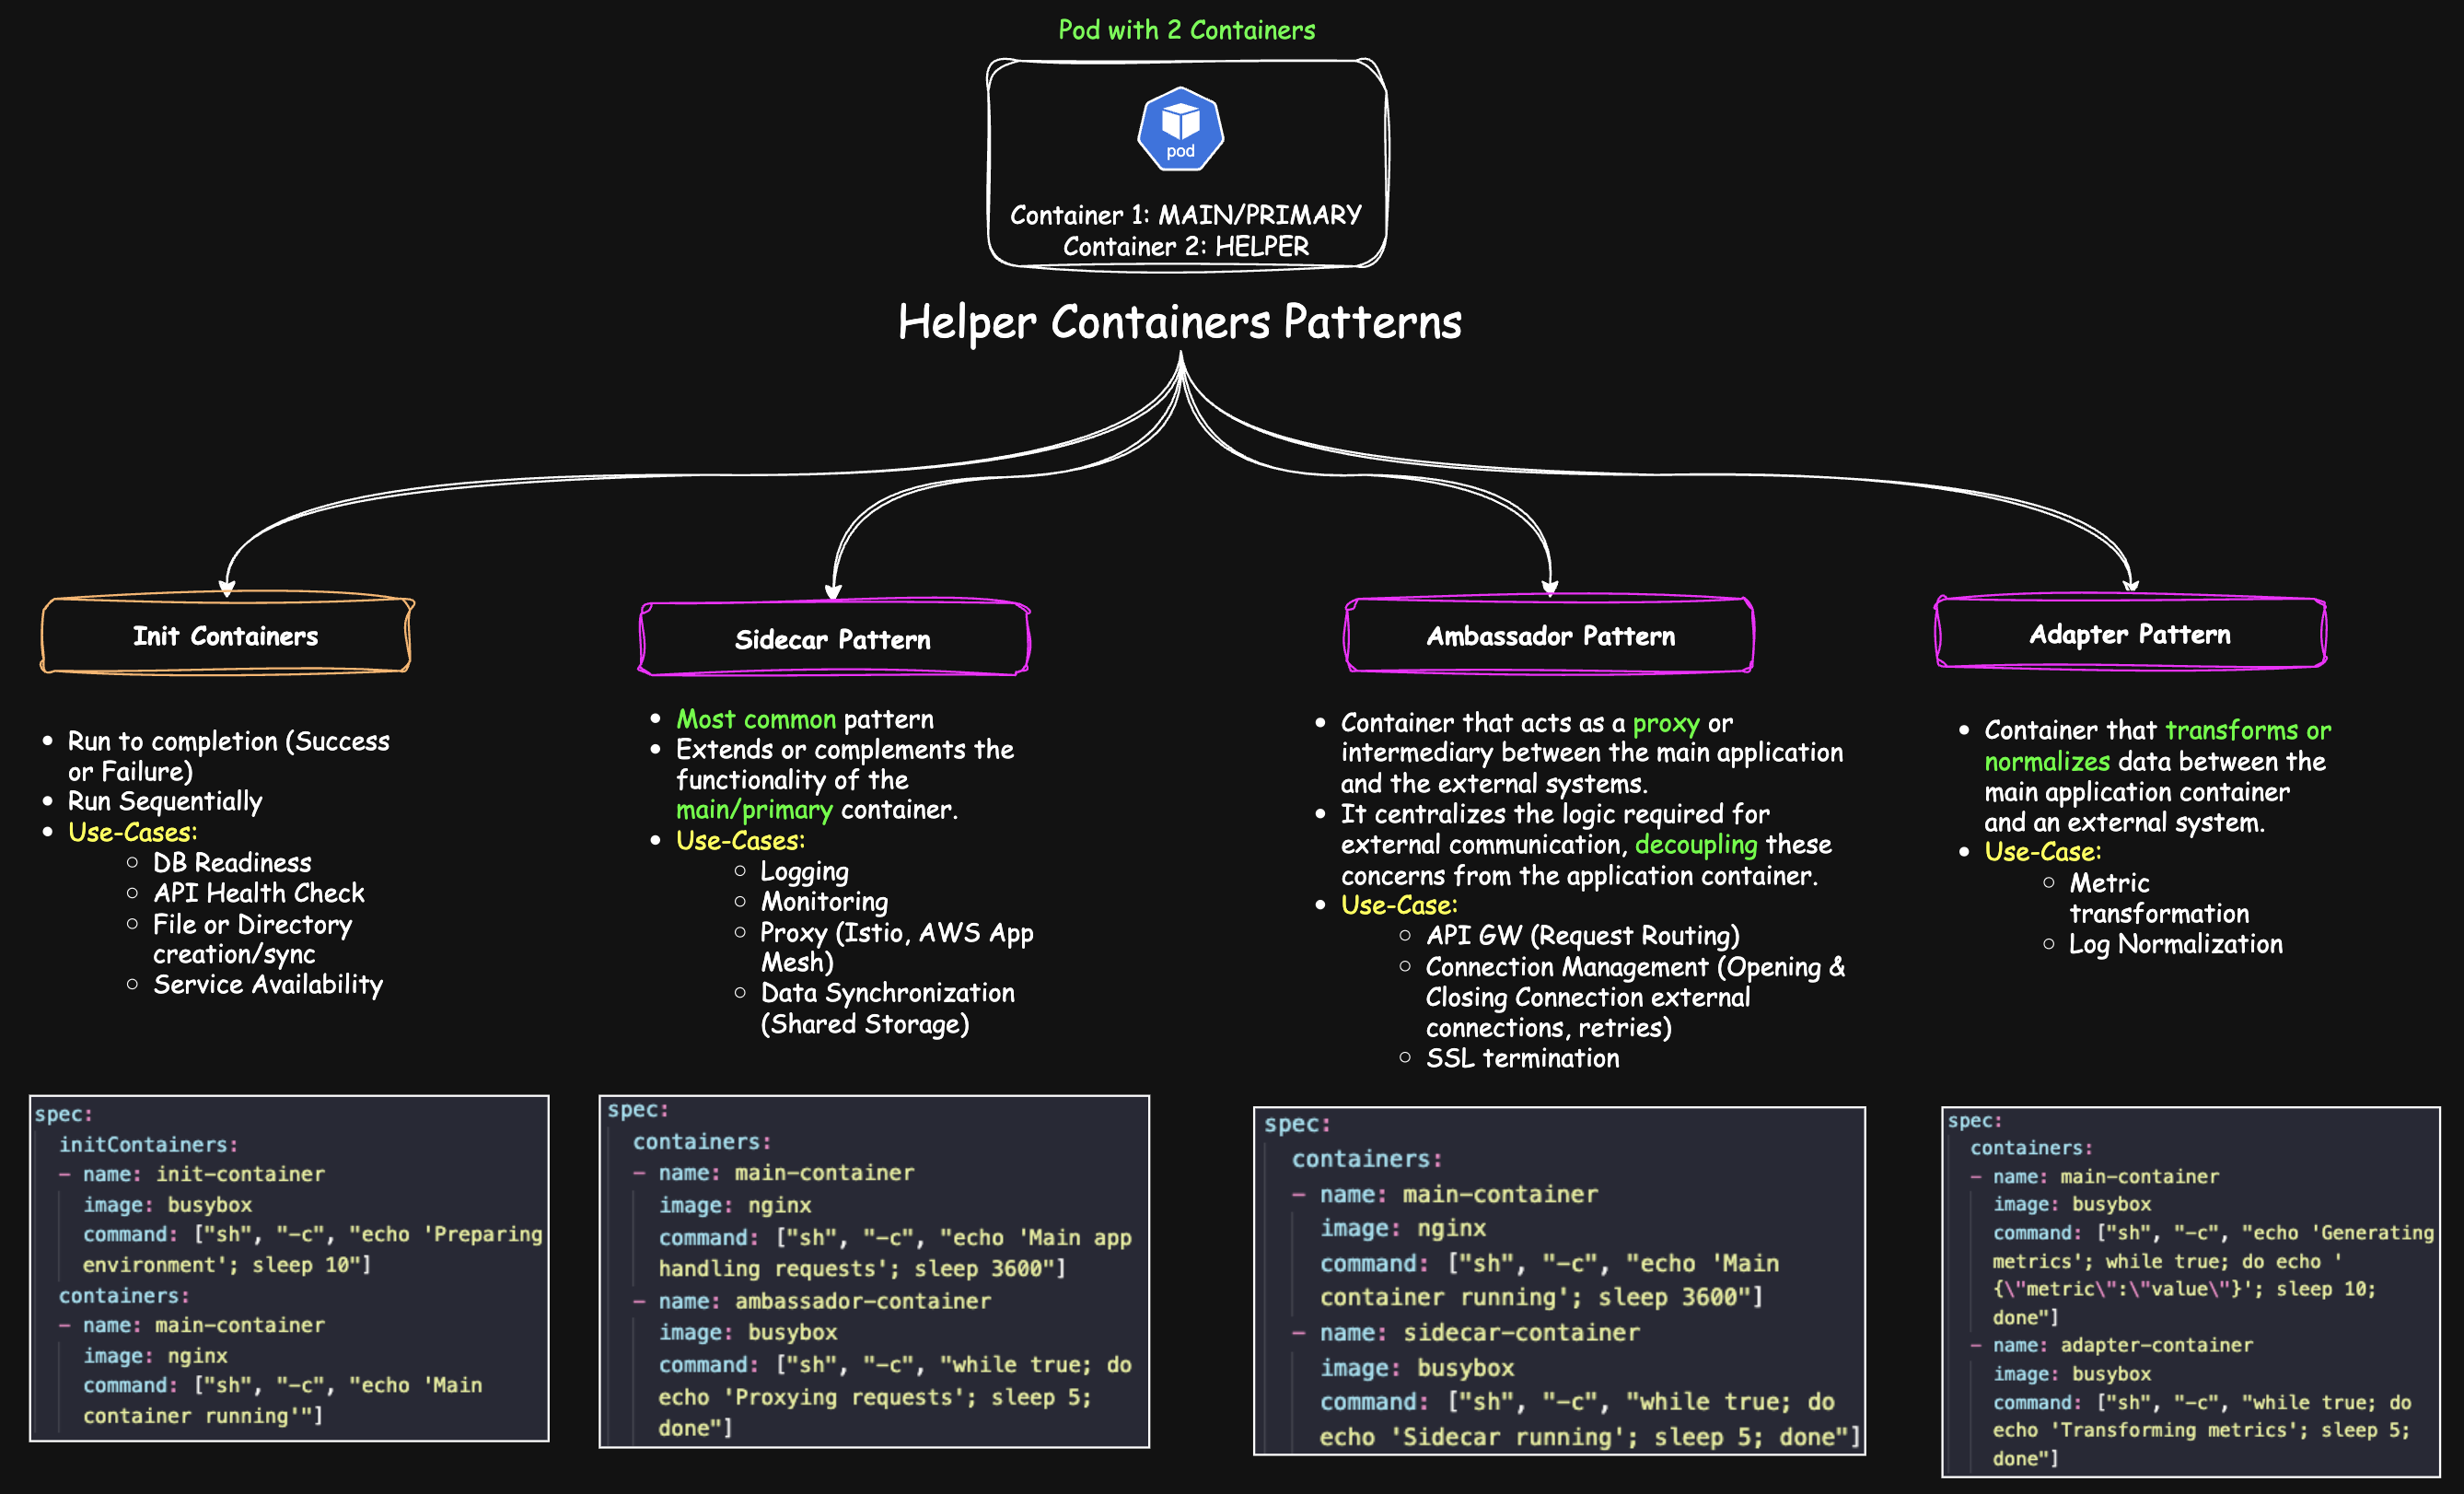 Pod with 2 Containers
pod
Container 1: MAIN/PRIMARY
Container 2: HELPER
Helper Containers Patterns
Init Containers
• Run to completion (Success
or Failure)
• Run Sequentially
• Use-Cases:
○ DB Readiness
○ API Health Check
○ File or Directory
creation/sync
○ Service Availability
spec:
initContainers:
- name: init-container
image: busybox
command: ["sh", "-c", "echo 'Preparing
environment'; sleep 10"]
containers:
- name: main-container
image: nginx
command: ["sh", "-c", "echo 'Main
container running'"]
Sidecar Pattern
• Most common pattern
• Extends or complements the
functionality of the
main/primary container.
• Use-Cases:
○ Logging
○ Monitoring
○ Proxy (Istio, AWS App
Mesh)
○ Data Synchronization
(Shared Storage)
spec:
containers:
- name: main-container
image: nginx
command: ["sh", "-c", "echo 'Main app
handling requests'; sleep 3600"]
- name: ambassador-container
image: busybox
command: ["sh", "-c", "while true; do
echo 'Proxying requests'; sleep 5;
done"]
Ambassador Pattern
• Container that acts as a proxy or
intermediary between the main application
and the external systems.
• It centralizes the logic required for
external communication, decoupling these
concerns from the application container.
• Use-Case:
○ API GW (Request Routing)
○ Connection Management (Opening &
Closing Connection external
connections, retries)
○ SSL termination
spec:
containers:
- name: main-container
image: nginx
command: ["sh", "-c", "echo 'Main
container running'; sleep 3600"]
- name: sidecar-container
image: busybox
command: ["sh", "-c", "while true; do
echo 'Sidecar running'; sleep 5; done"]
Adapter Pattern
• Container that transforms or
normalizes data between the
main application container
and an external system.
• Use-Case:
○ Metric
transformation
○ Log Normalization
spec:
containers:
- name: main-container
image: busybox
command: ["sh", "-c", "echo 'Generating
metrics'; while true; do echo '
{\"metric\":\"value\"}'; sleep 10;
done"]
- name: adapter-container
image: busybox
command: ["sh", "-c", "while true; do
echo 'Transforming metrics'; sleep 5;
done"]